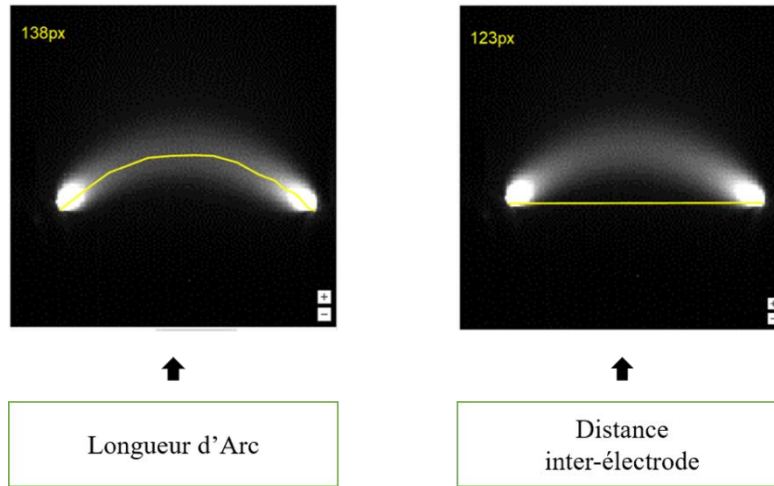 138px
123px
+
−
+
−
Longueur d’Arc
Distance
inter-électrode